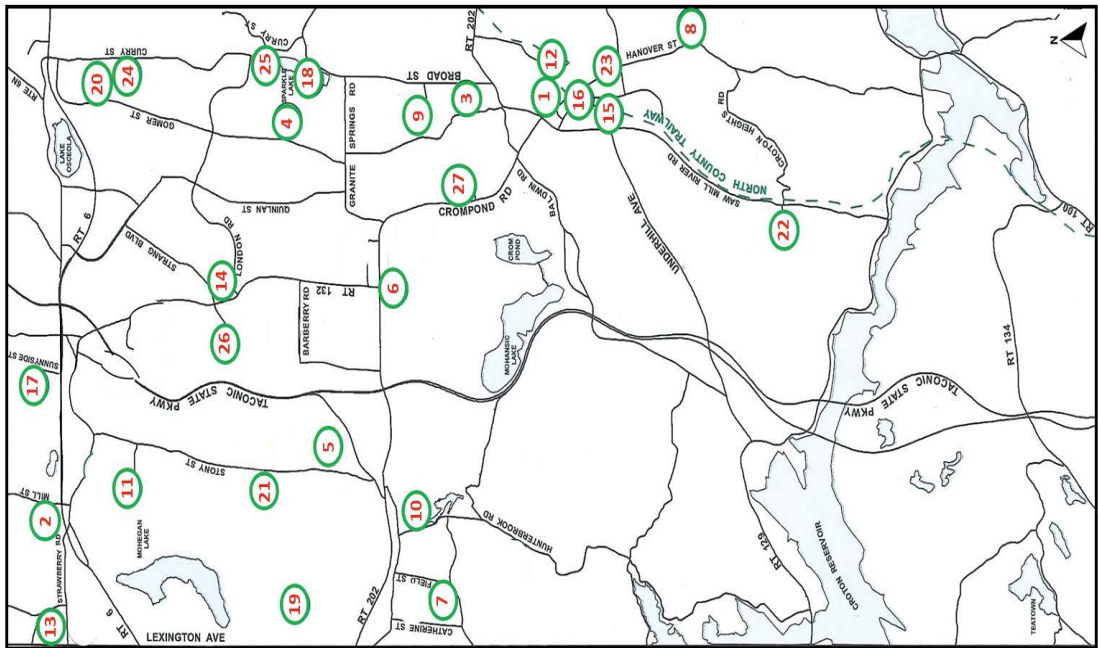 RTE 6N
CURRY ST
20
24
GOMER ST
LAKE
OSCEOLA
CURRY ST
25
SPARKLE
LAKE
18
4
RT 202
BROAD ST
SPRINGS RD
GRANITE
9
3
12
1
16
23
15
HANOVER ST
8
N
CROTON HEIGHTS
RD
NORTH COUNTY TRAILWAY
SAW MILL RIVER RD
22
RT 100
RT 6
STRANG BLVD
QUINLAN ST
LONDON RD
14
26
RT 132
BARBERRY RD
27
CROMPOND RD
BALDWIN RD
UNDERHILL AVE
6
CROM
POND
MOHANSIC
LAKE
RT 134
SUNNYSIDE ST
17
TACONIC STATE
PKWY
TACONIC STATE
PKWY
5
STONY ST
11
21
MILL ST
2
STRAWBERRY RD
13
RT 6
MOHEGAN
LAKE
LEXINGTON AVE
19
RT 202
10
HUNTERBROOK RD
FIELD ST
7
CATHERINE ST
RT 129
CROTON RESERVOIR
TEATOWN